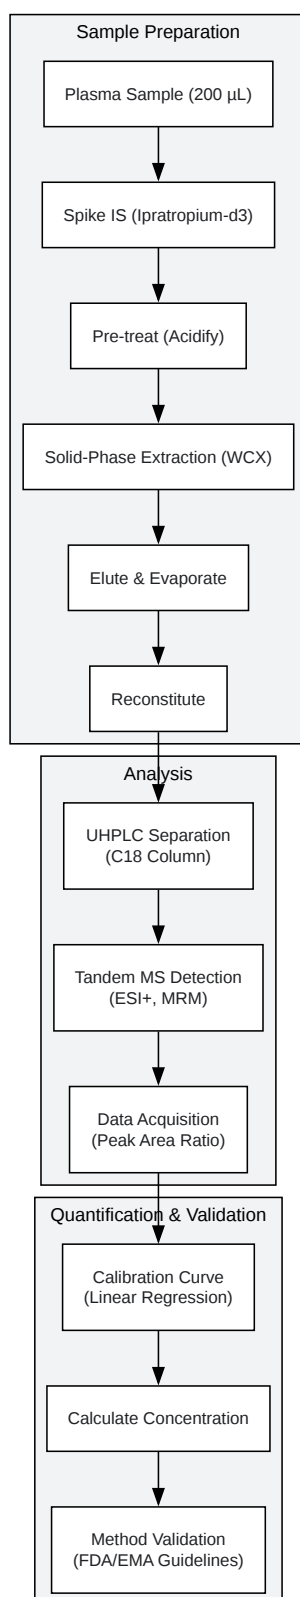 Sample Preparation
Plasma Sample (200 µL)
Spike IS (Ipratropium-d3)
Pre-treat (Acidify)
Solid-Phase Extraction (WCX)
Elute & Evaporate
Reconstitute
Analysis
UHPLC Separation
(C18 Column)
Tandem MS Detection
(ESI+, MRM)
Data Acquisition
(Peak Area Ratio)
Quantification & Validation
Calibration Curve
(Linear Regression)
Calculate Concentration
Method Validation
(FDA/EMA Guidelines)